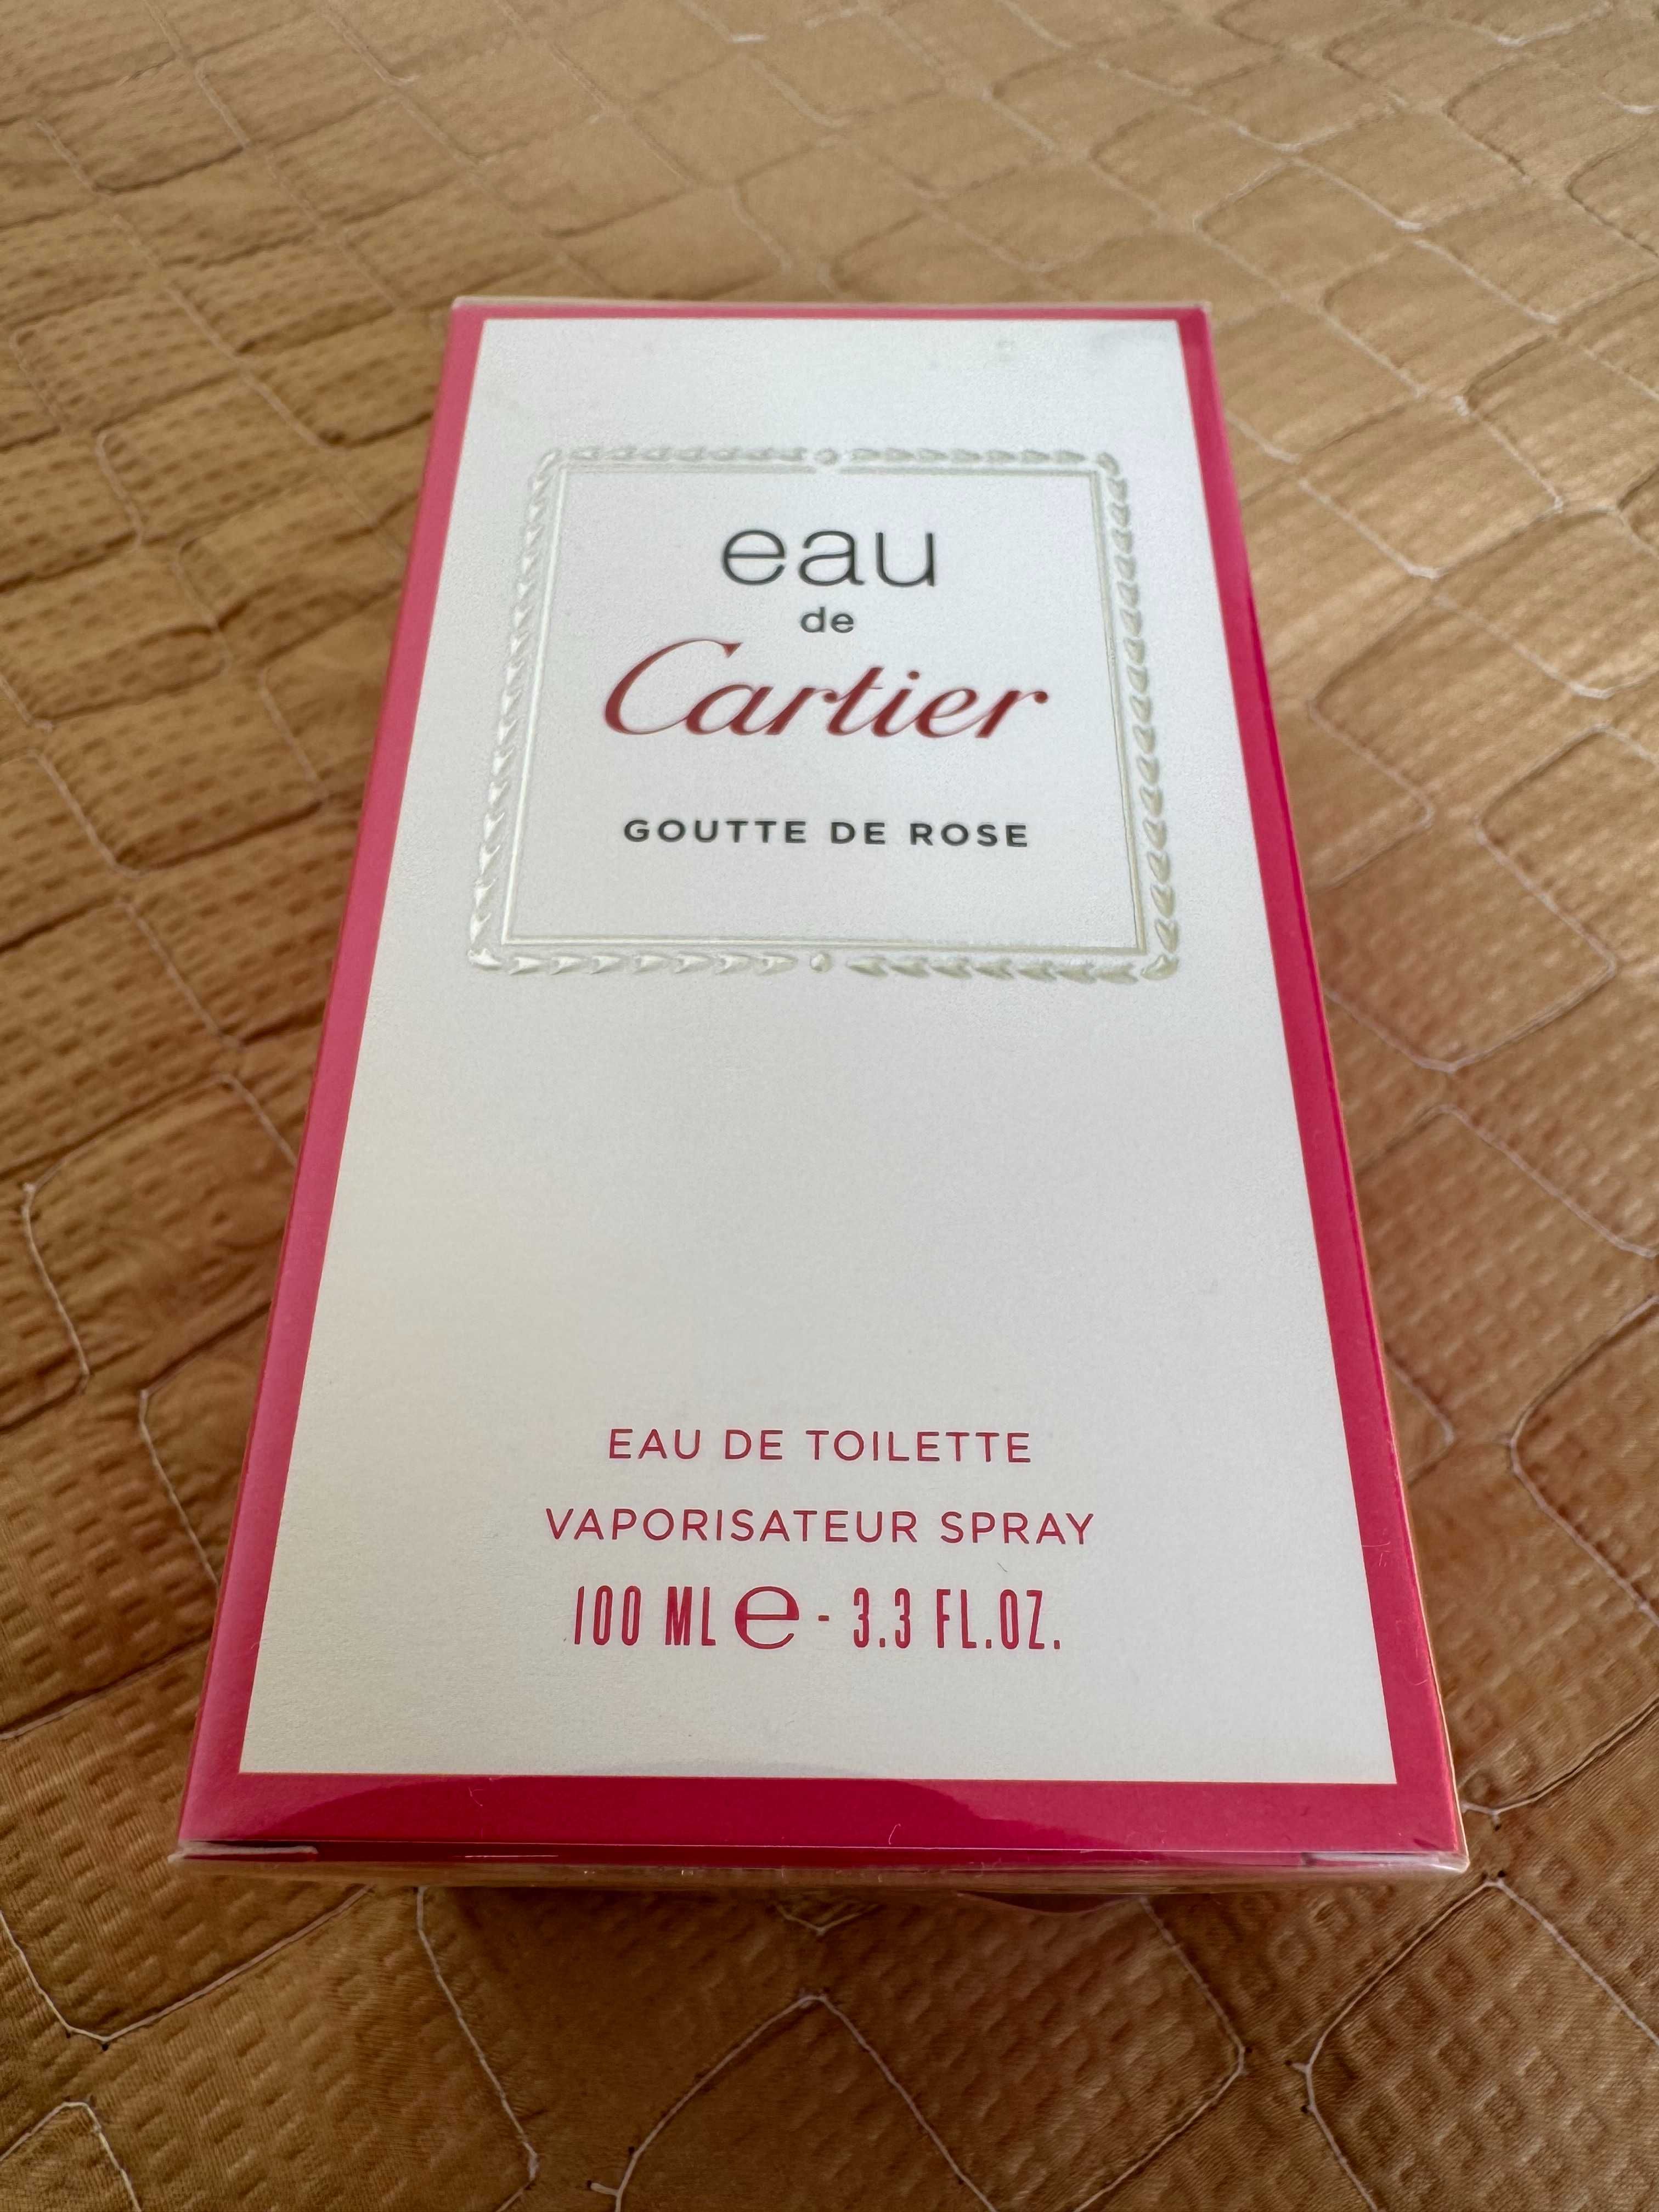 eau
de
Cartier
GOUTTE DE ROSE
EAU DE TOILETTE
VAPORISATEUR SPRAY
100 ML e - 3.3 FL.OZ.